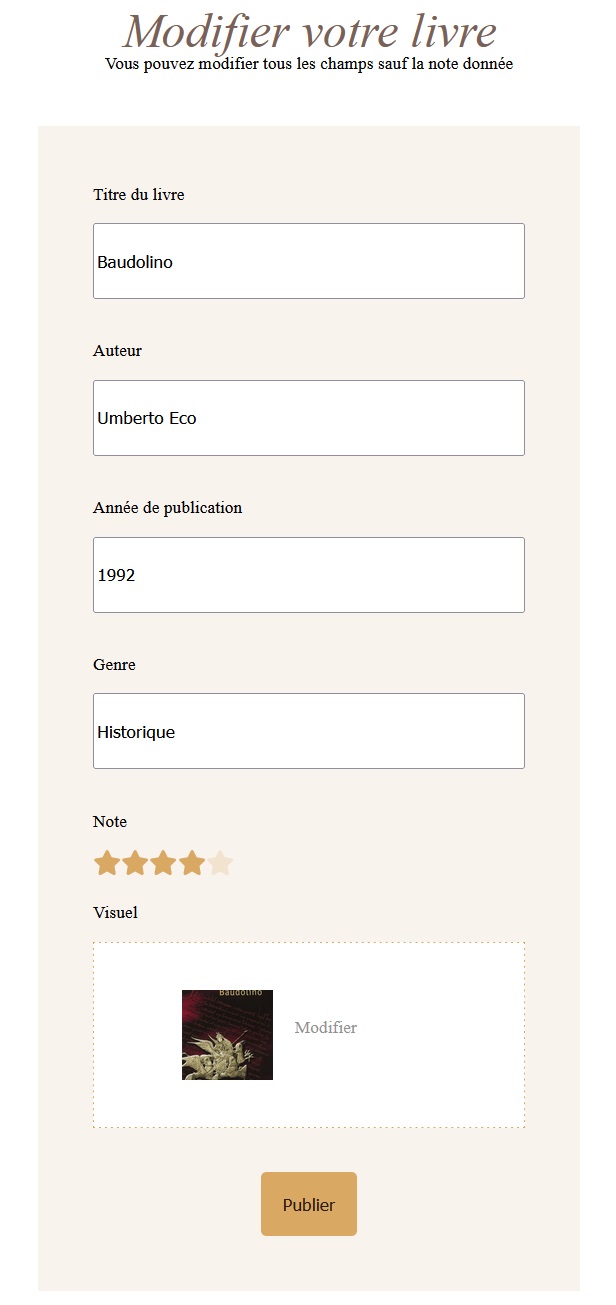 Modifier votre livre
Vous pouvez modifier tous les champs sauf la note donnée
Titre du livre
Baudolino
Auteur
Umberto Eco
Année de publication
1992
Genre
Historique
Note
Visuel
Baudolino
Modifier
Publier